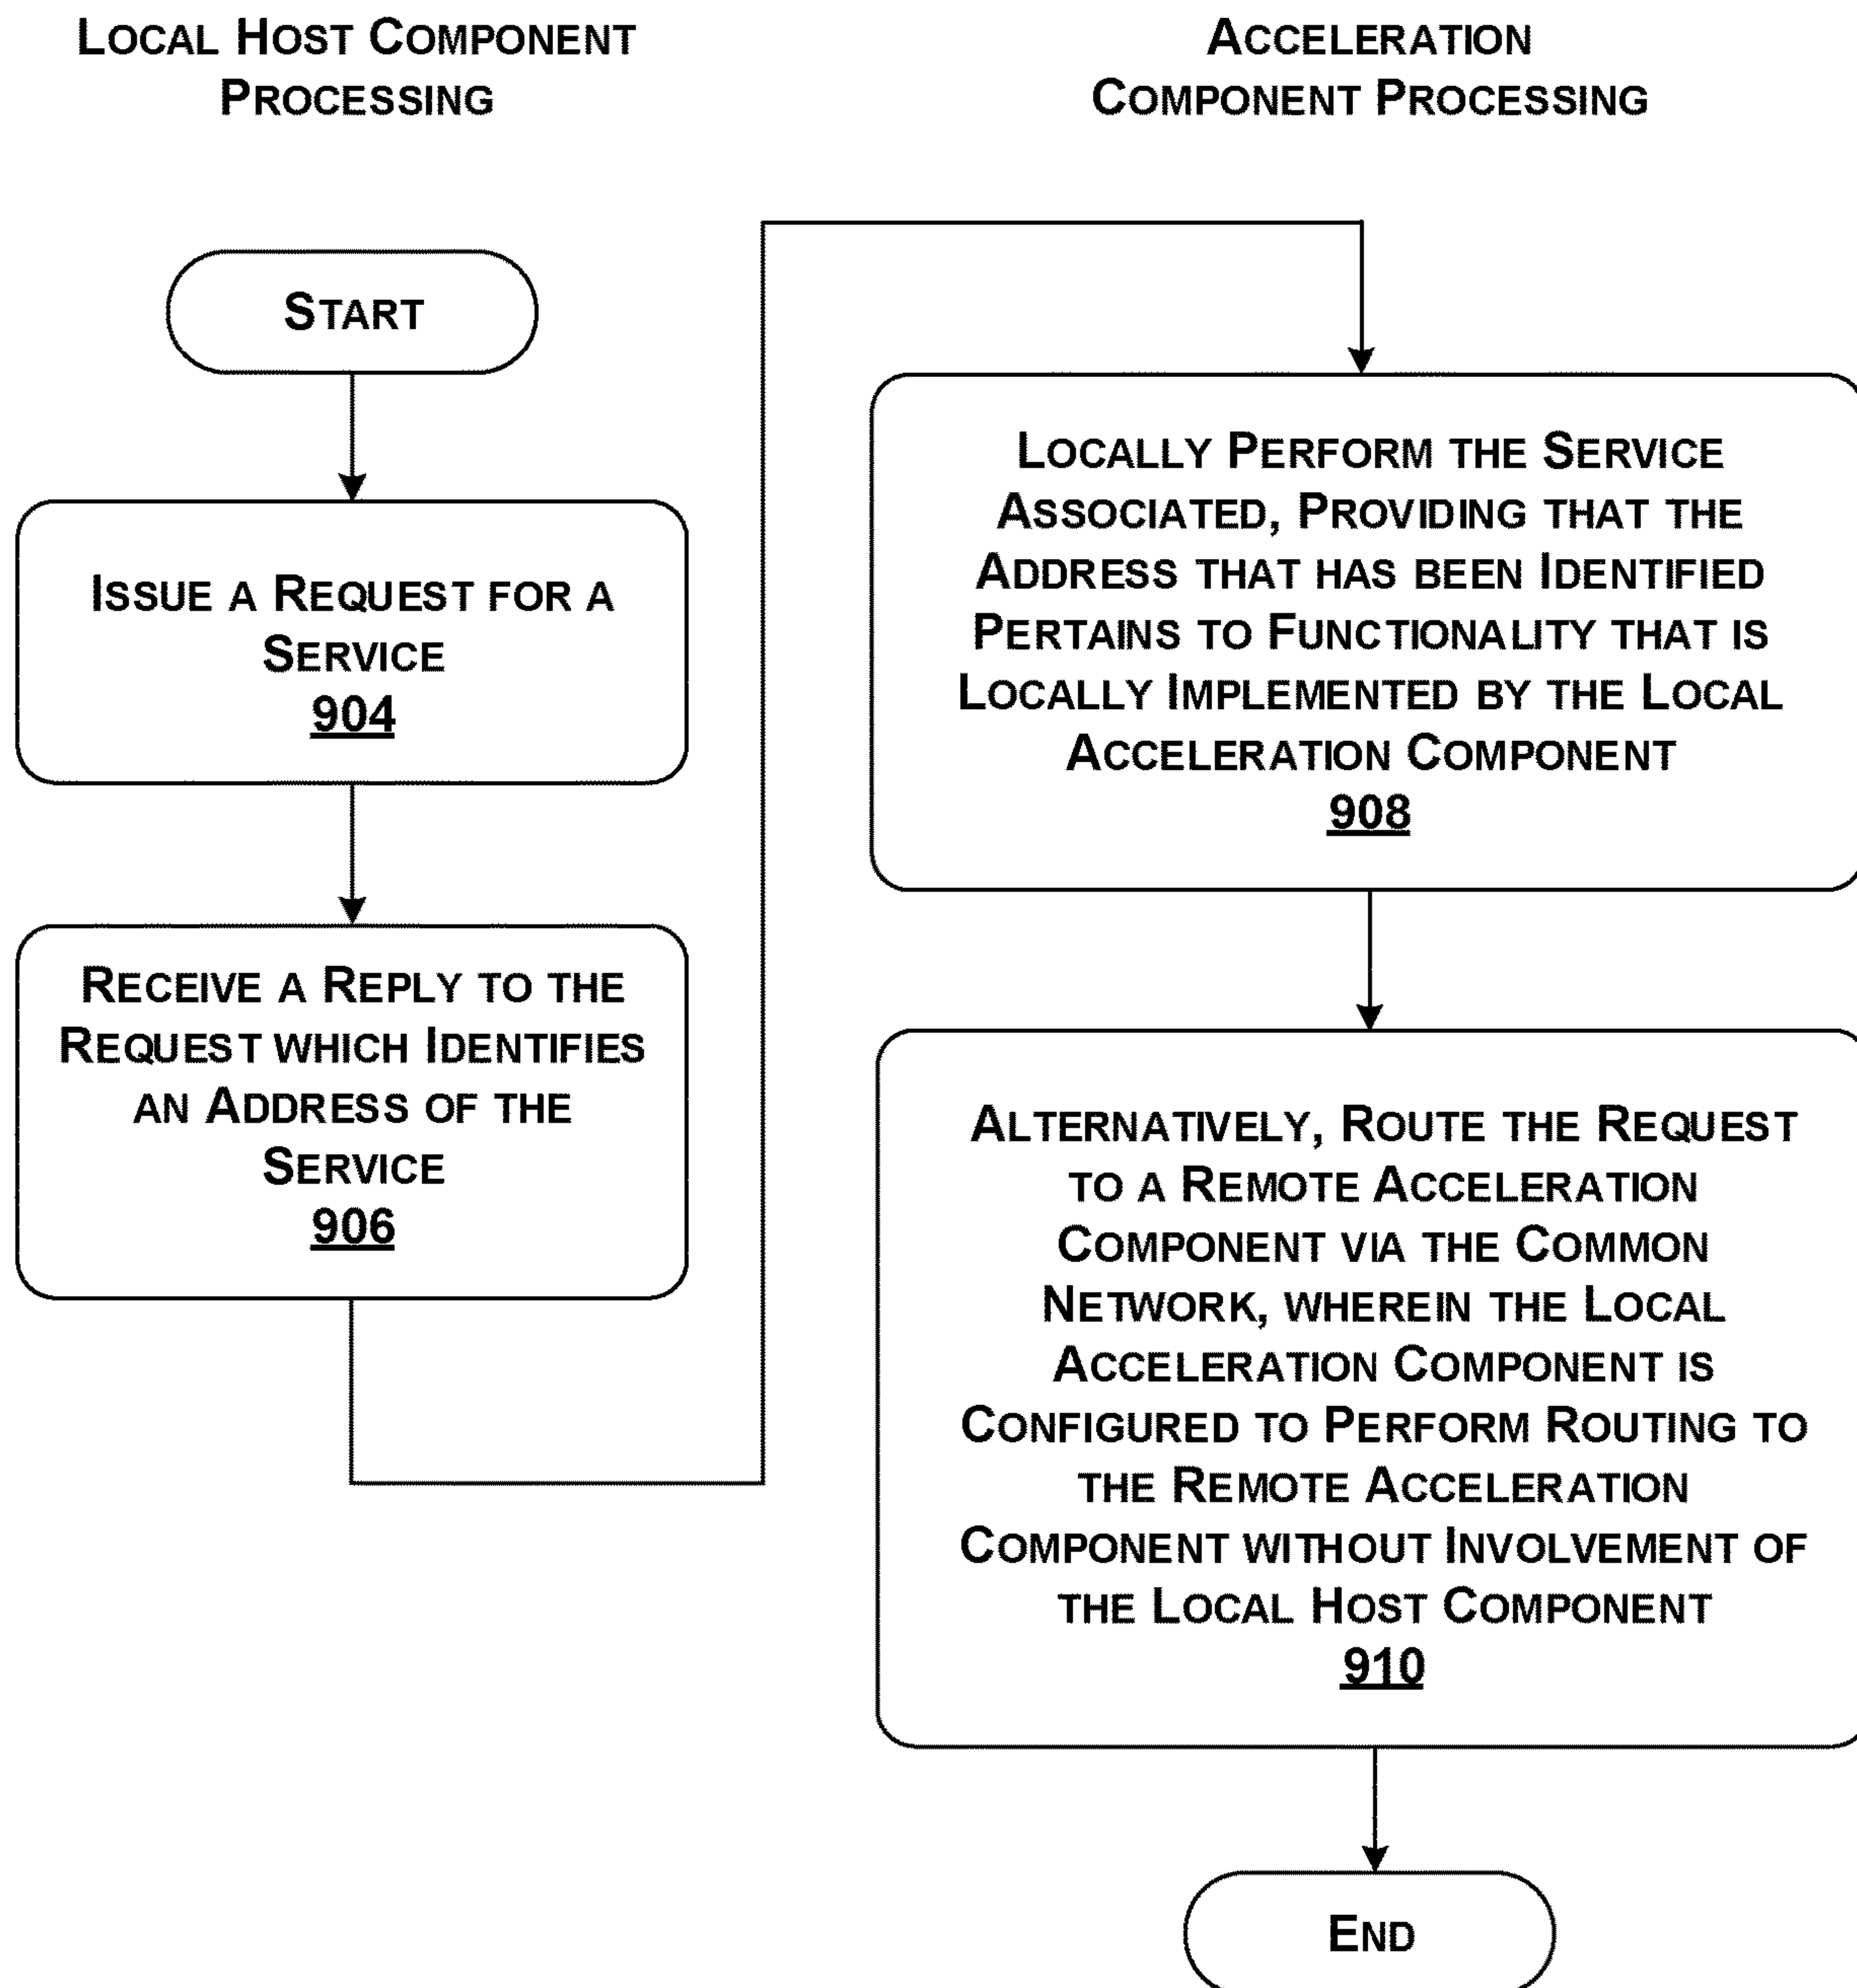 LOCAL HOST COMPONENT
PROCESSING
START
ISSUE A REQUEST FOR A
SERVICE
904
RECEIVE A REPLY TO THE
REQUEST WHICH IDENTIFIES
AN ADDRESS OF THE
SERVICE
906
ACCELERATION
COMPONENT PROCESSING
LOCALLY PERFORM THE SERVICE
ASSOCIATED, PROVIDING THAT THE
ADDRESS THAT HAS BEEN IDENTIFIED
PERTAINS TO FUNCTIONALITY THAT IS
LOCALLY IMPLEMENTED BY THE LOCAL
ACCELERATION COMPONENT
908
ALTERNATIVELY, ROUTE THE REQUEST
TO A REMOTE ACCELERATION
COMPONENT VIA THE COMMON
NETWORK, WHEREIN THE LOCAL
ACCELERATION COMPONENT IS
CONFIGURED TO PERFORM ROUTING TO
THE REMOTE ACCELERATION
COMPONENT WITHOUT INVOLVEMENT OF
THE LOCAL HOST COMPONENT
910
END